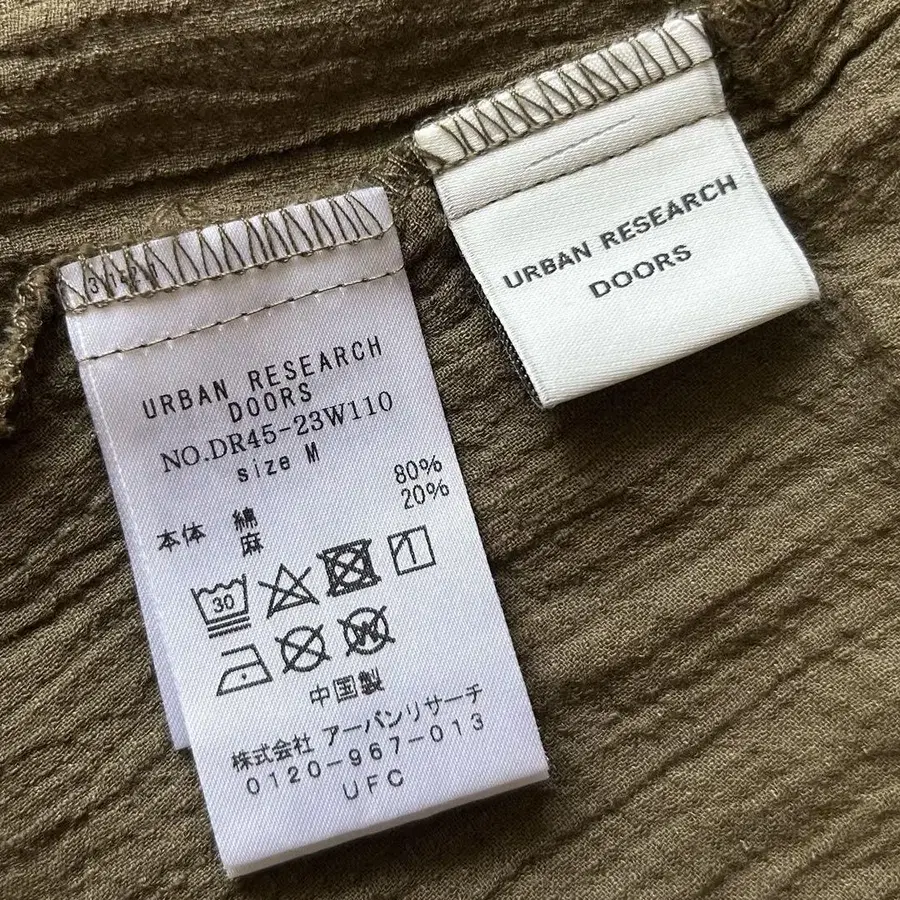 URBAN RESEARCH
DOORS
NO.DR45-23W110
size M
本体 綿 80%
麻 20%
30
中国製
株式会社 アーバンリサーチ
0120-967-013
UFC
URBAN RESEARCH
DOORS